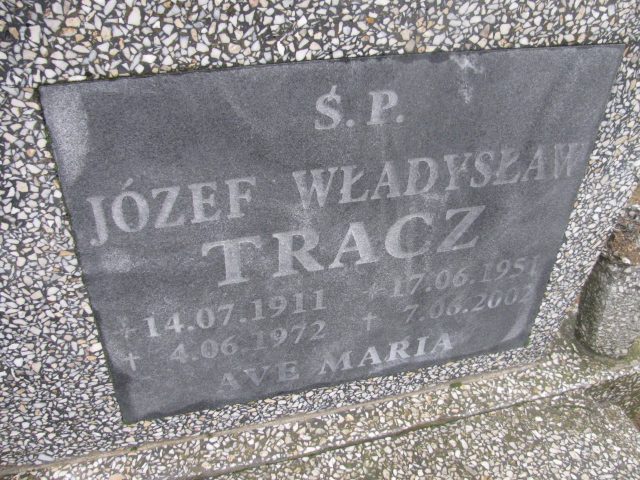 Ś.P.
JÓZEF WŁADYSŁAW
TRACZ
* 14.07.1911 * 17.06.1951
† 4.06.1972 † 7.06.2002
AVE MARIA